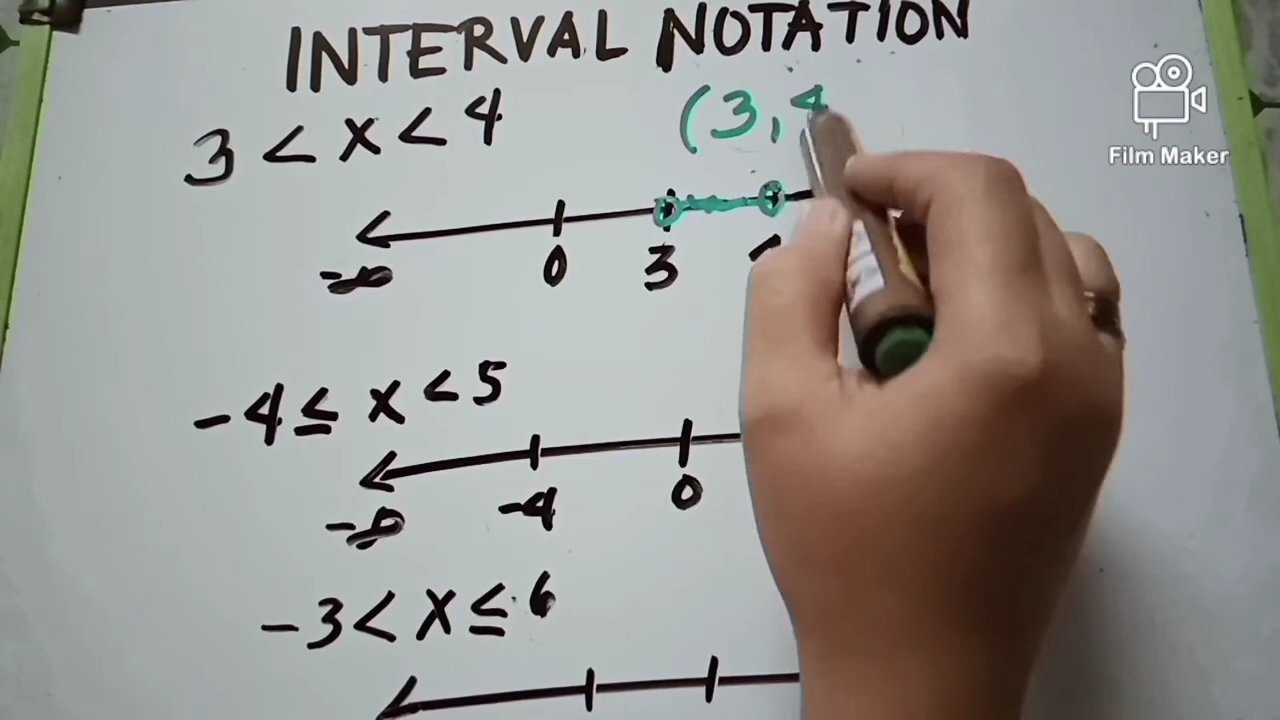 INTERVAL NOTATION
3 < x < 4 (3, 4
Film Maker
-∞ 0 3
-4 ≤ x < 5
-4 0
-∞
-3 < x ≤ 6